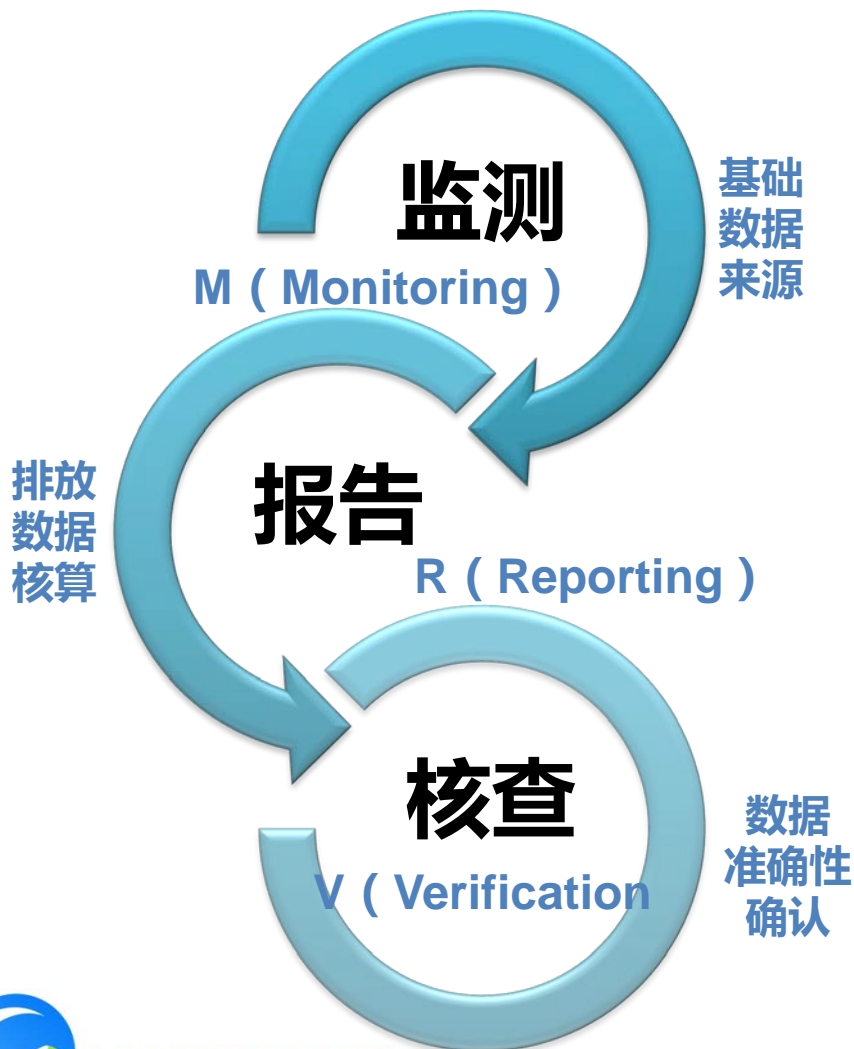 监测
M（Monitoring）
基础
数据
来源
报告
R（Reporting）
排放
数据
核算
核查
V（Verification
数据
准确性
确认